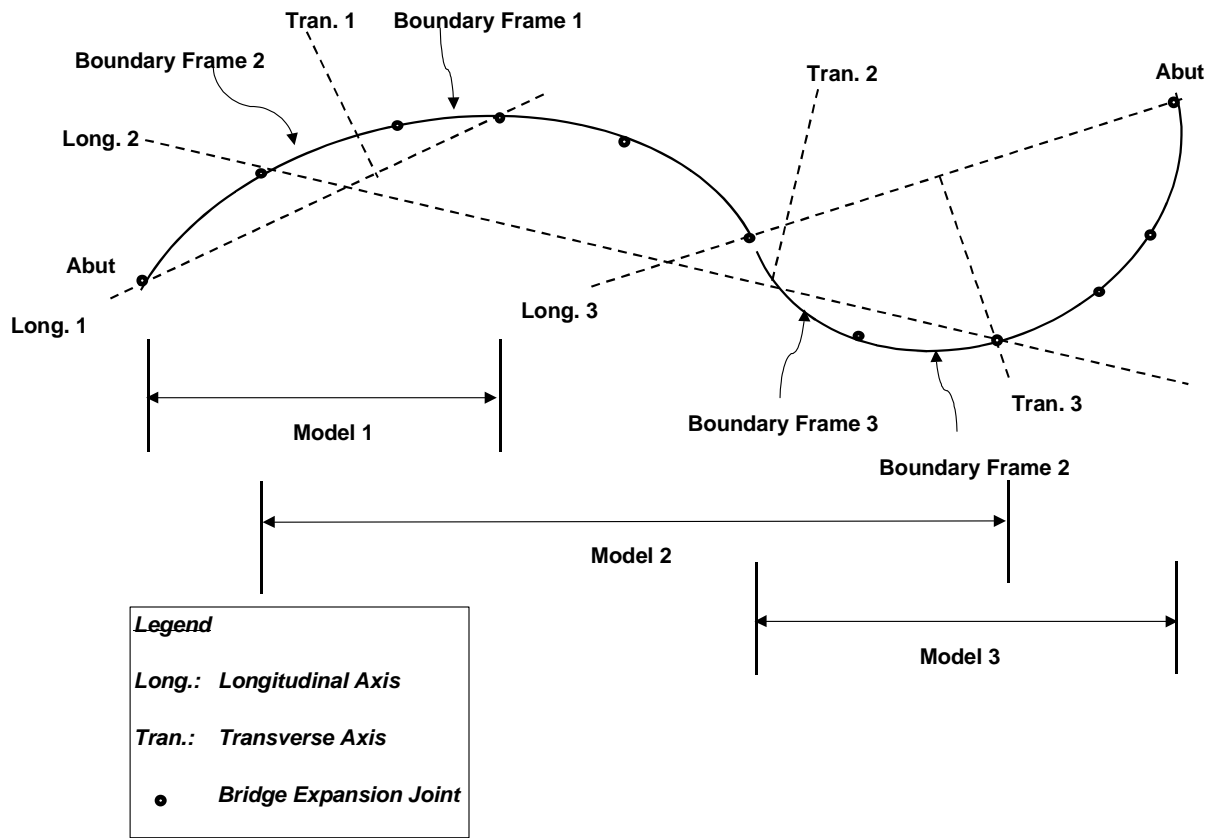 Tran. 1
Boundary Frame 1
Boundary Frame 2
Tran. 2
Abut
Long. 2
Abut
Long. 3
Long. 1
Tran. 3
Boundary Frame 3
Model 1
Boundary Frame 2
Model 2
Model 3
Legend
Long.: Longitudinal Axis
Tran.: Transverse Axis
Bridge Expansion Joint